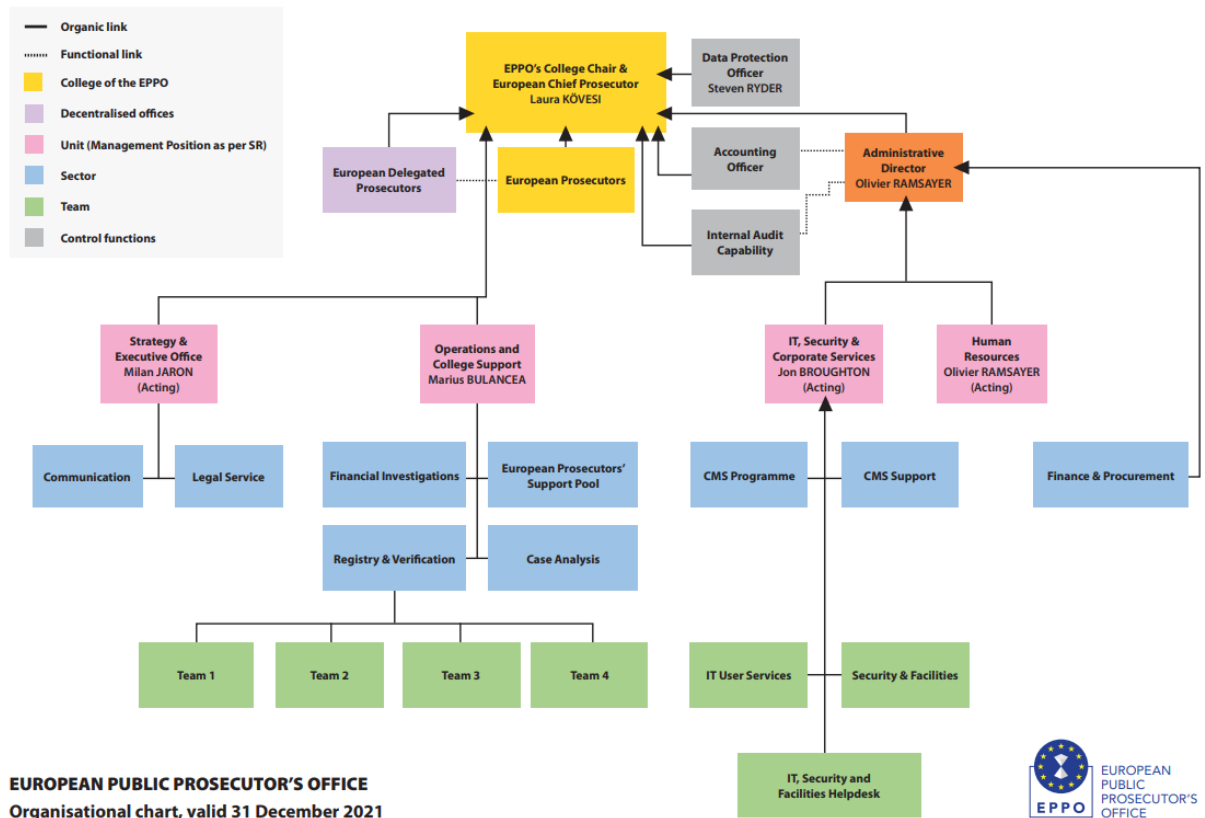 Organic link
Functional link
College of the EPPO
Decentralised offices
Unit (Management Position as per SR)
Sector
Team
Control functions
EPPO's College Chair &
European Chief Prosecutor
Laura KÖVESI
Data Protection
Officer
Steven RYDER
European Delegated
Prosecutors
European Prosecutors
Accounting
Officer
Administrative
Director
Olivier RAMSAYER
Internal Audit
Capability
Strategy &
Executive Office
Milan JARON
(Acting)
Operations and
College Support
Marius BULANCEA
IT, Security &
Corporate Services
Jon BROUGHTON
(Acting)
Human
Resources
Olivier RAMSAYER
(Acting)
Communication
Legal Service
Financial Investigations
European Prosecutors'
Support Pool
CMS Programme
CMS Support
Finance & Procurement
Registry & Verification
Case Analysis
Team 1
Team 2
Team 3
Team 4
IT User Services
Security & Facilities
IT, Security and
Facilities Helpdesk
EUROPEAN PUBLIC PROSECUTOR'S OFFICE
Organisational chart, valid 31 December 2021
EPPO
EUROPEAN
PUBLIC
PROSECUTOR'S
OFFICE